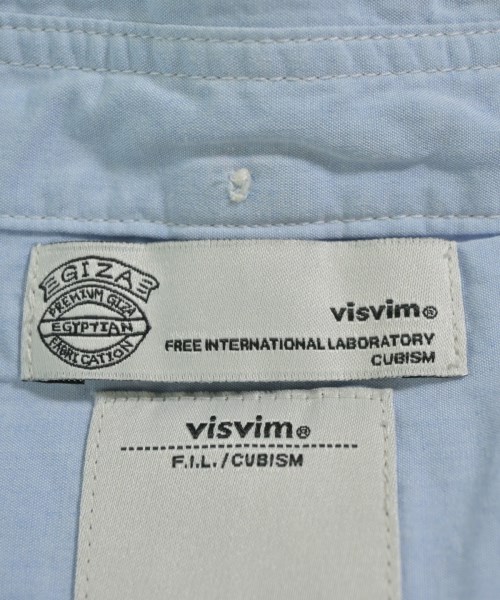 GIZA
PREMIUM GIZA
EGYPTIAN
FABRICATION
visvim®
FREE INTERNATIONAL LABORATORY
CUBISM
visvim®
F.I.L./CUBISM